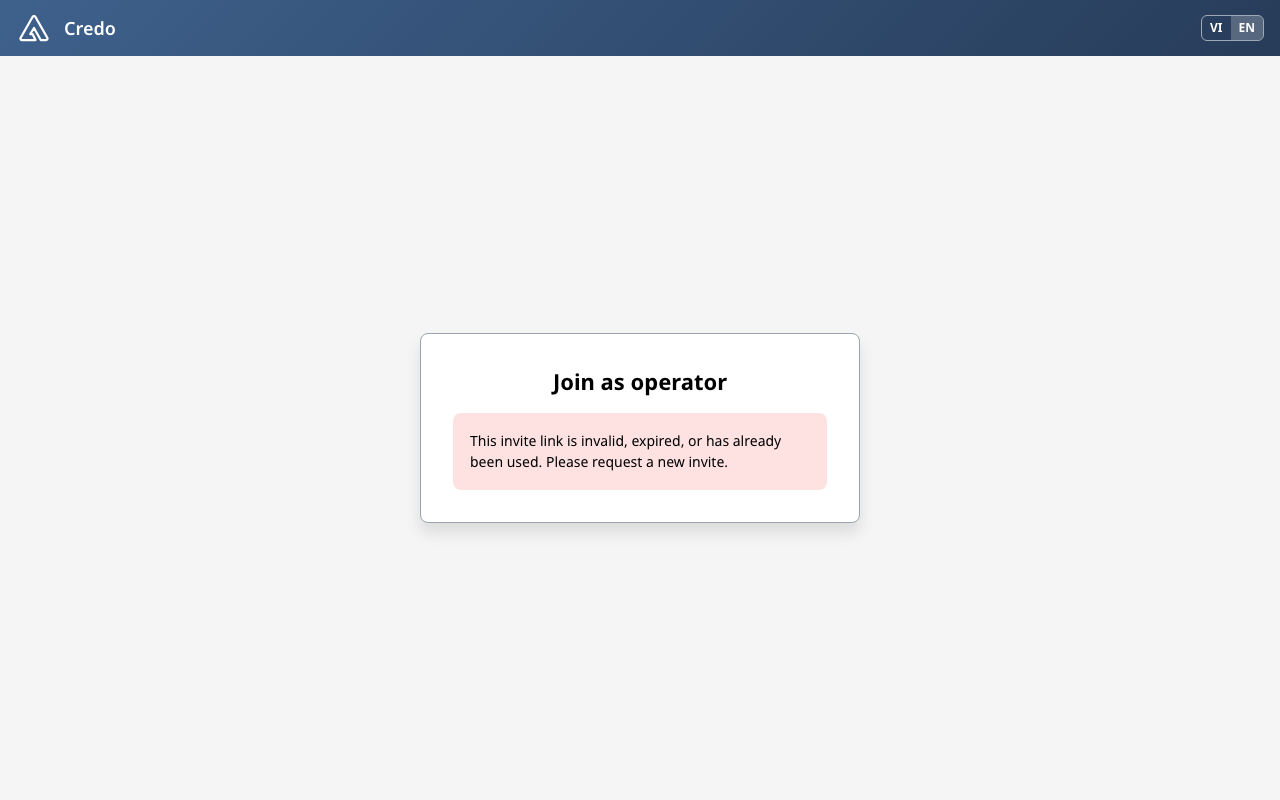 Credo
VI EN
Join as operator
This invite link is invalid, expired, or has already
been used. Please request a new invite.